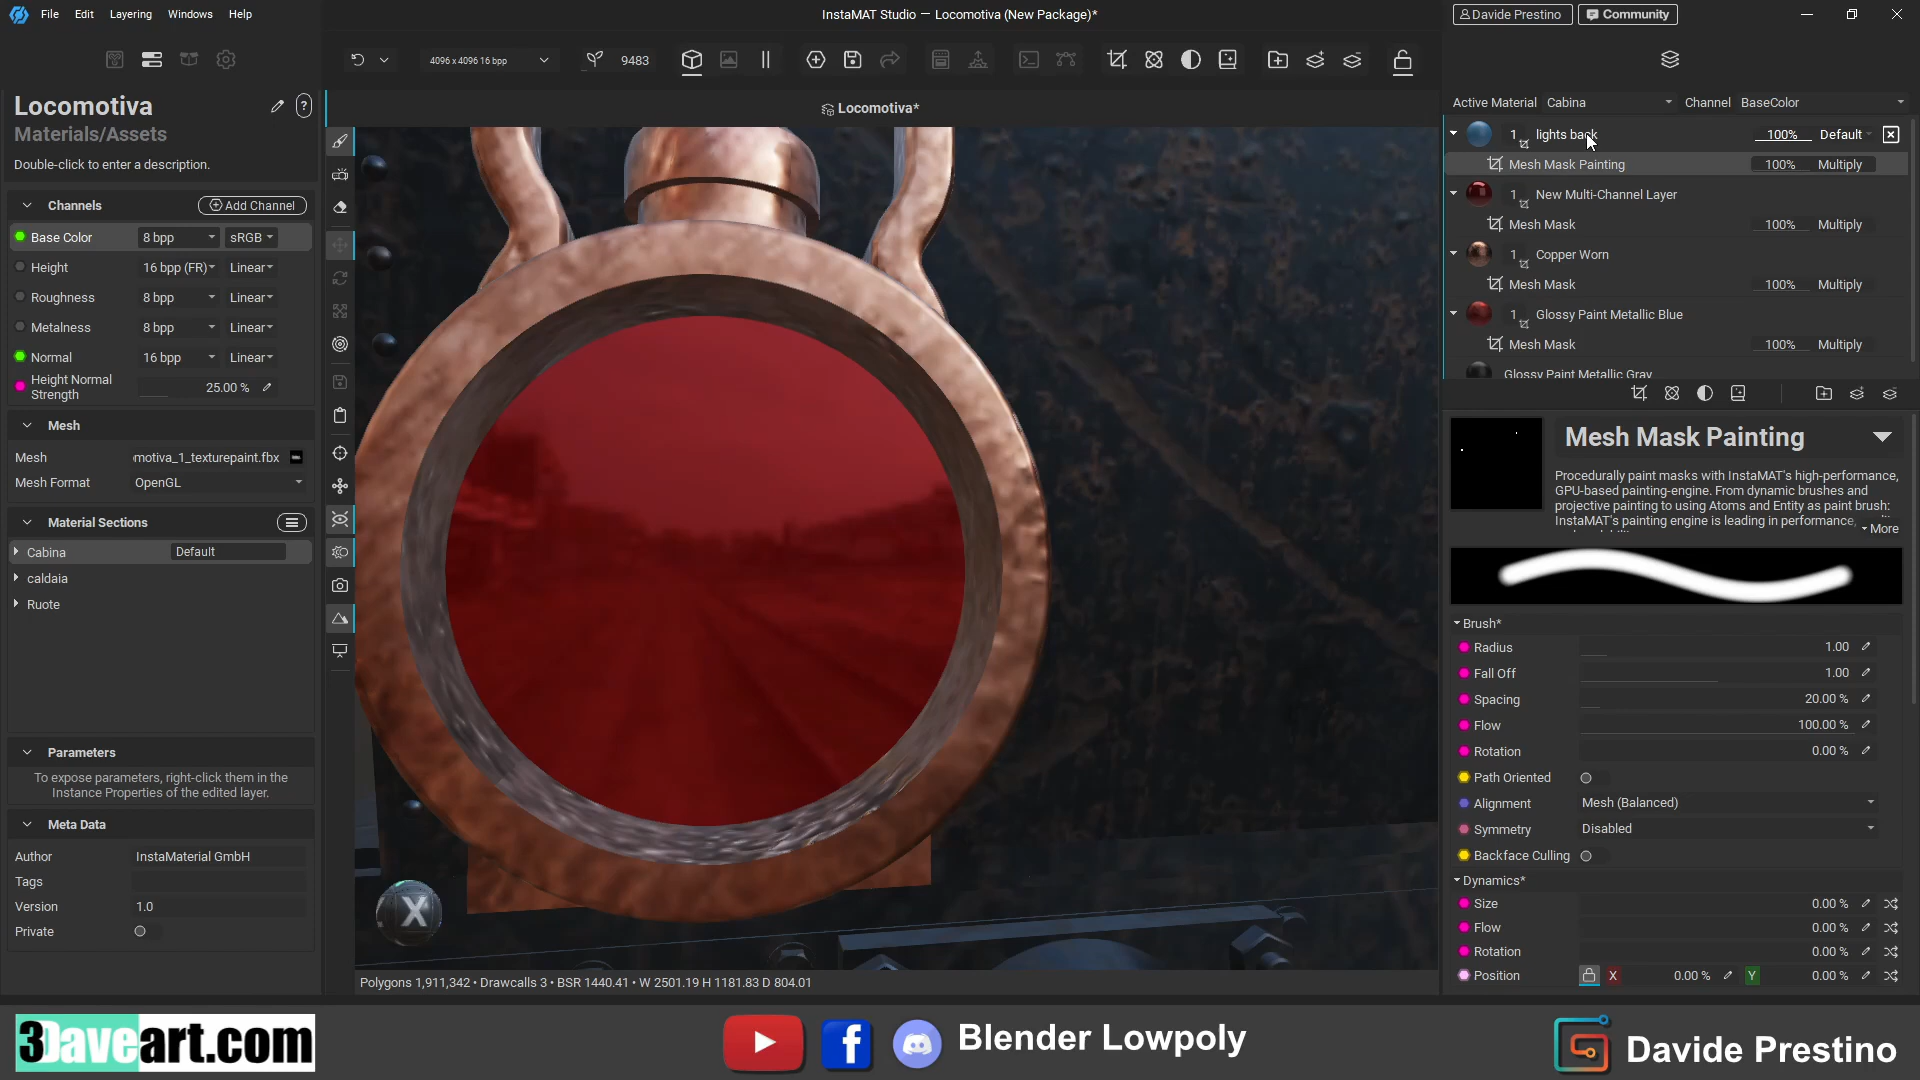 File Edit Layering Windows Help
InstaMAT Studio — Locomotiva (New Package)*
Davide Prestino
Community
4096 x 4096 16 bpp
9483
Locomotiva
Materials/Assets
Double-click to enter a description.
Channels
Add Channel
Base Color 8 bpp sRGB
Height 16 bpp (FR) Linear
Roughness 8 bpp Linear
Metalness 8 bpp Linear
Normal 16 bpp Linear
Height Normal
Strength
25.00 %
Mesh
Mesh motiva_1_texturepaint.fbx
Mesh Format OpenGL
Material Sections
Cabina Default
caldaia
Ruote
Parameters
To expose parameters, right-click them in the
Instance Properties of the edited layer.
Meta Data
Author InstaMaterial GmbH
Tags
Version 1.0
Private
Locomotiva*
X
Polygons 1,911,342 • Drawcalls 3 • BSR 1440.41 • W 2501.19 H 1181.83 D 804.01
Active Material Cabina Channel BaseColor
1 lights back 100% Default
Mesh Mask Painting 100% Multiply
1 New Multi-Channel Layer
Mesh Mask 100% Multiply
1 Copper Worn
Mesh Mask 100% Multiply
1 Glossy Paint Metallic Blue
Mesh Mask 100% Multiply
Glossy Paint Metallic Gray
Mesh Mask Painting
Procedurally paint masks with InstaMAT's high-performance,
GPU-based painting-engine. From dynamic brushes and
projective painting to using Atoms and Entity as paint brush:
InstaMAT's painting engine is leading in performance,
More
Brush*
Radius 1.00
Fall Off 1.00
Spacing 20.00 %
Flow 100.00 %
Rotation 0.00 %
Path Oriented
Alignment Mesh (Balanced)
Symmetry Disabled
Backface Culling
Dynamics*
Size 0.00 %
Flow 0.00 %
Rotation 0.00 %
Position X 0.00 % Y 0.00 %
3Daveart.com
Blender Lowpoly
Davide Prestino